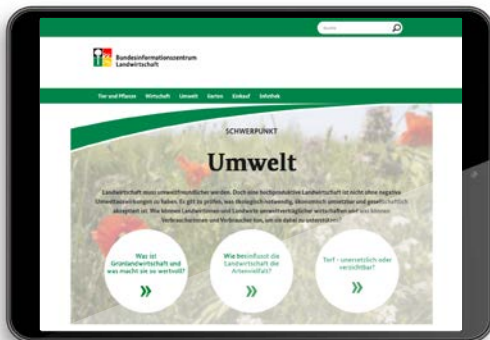 Suche
Bundesinformationszentrum
Landwirtschaft
Tier und Pflanze Wirtschaft Umwelt Garten Einkauf Infothek
SCHWERPUNKT
Umwelt
Landwirtschaft muss umweltfreundlicher werden. Doch eine hochproduktive Landwirtschaft ist nicht ohne negative
Umweltauswirkungen zu haben. Es gilt zu prüfen, was ökologisch notwendig, ökonomisch umsetzbar und gesellschaftlich
akzeptiert ist. Wie können Landwirtinnen und Landwirte umweltverträglicher wirtschaften und was können
Verbraucherinnen und Verbraucher tun, um sie dabei zu unterstützen?
Was ist
Grünlandwirtschaft und
was macht sie so wertvoll?
Wie beeinflusst die
Landwirtschaft die
Artenvielfalt?
Torf – unersetzlich oder
verzichtbar?